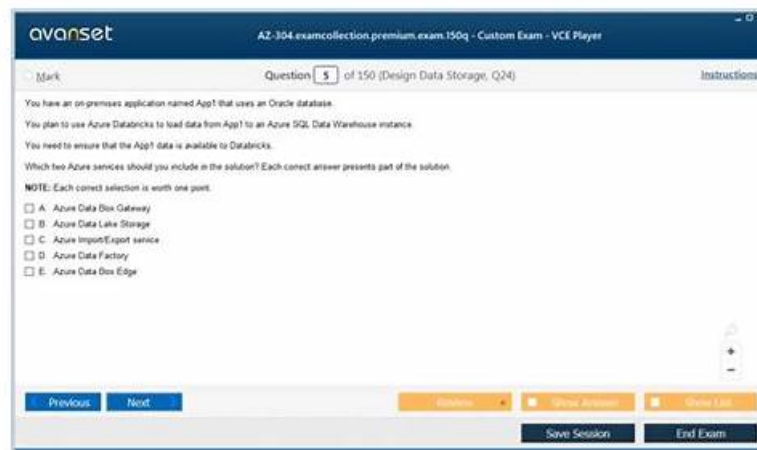 avanset
AZ-304.examcollection.premium.exam.150q - Custom Exam - VCE Player
Mark
Question 5 of 150 (Design Data Storage, Q24)
Instructions
You have an on-premises application named App1 that uses an Oracle database.
You plan to use Azure Databricks to load data from App1 to an Azure SQL Data Warehouse instance.
You need to ensure that the App1 data is available to Databricks.
Which two Azure services should you include in the solution? Each correct answer presents part of the solution.
NOTE: Each correct selection is worth one point.
A. Azure Data Box Gateway
B. Azure Data Lake Storage
C. Azure Import/Export service
D. Azure Data Factory
E. Azure Data Box Edge
+
−
Previous
Next
Review
Show Answer
Show List
Save Session
End Exam